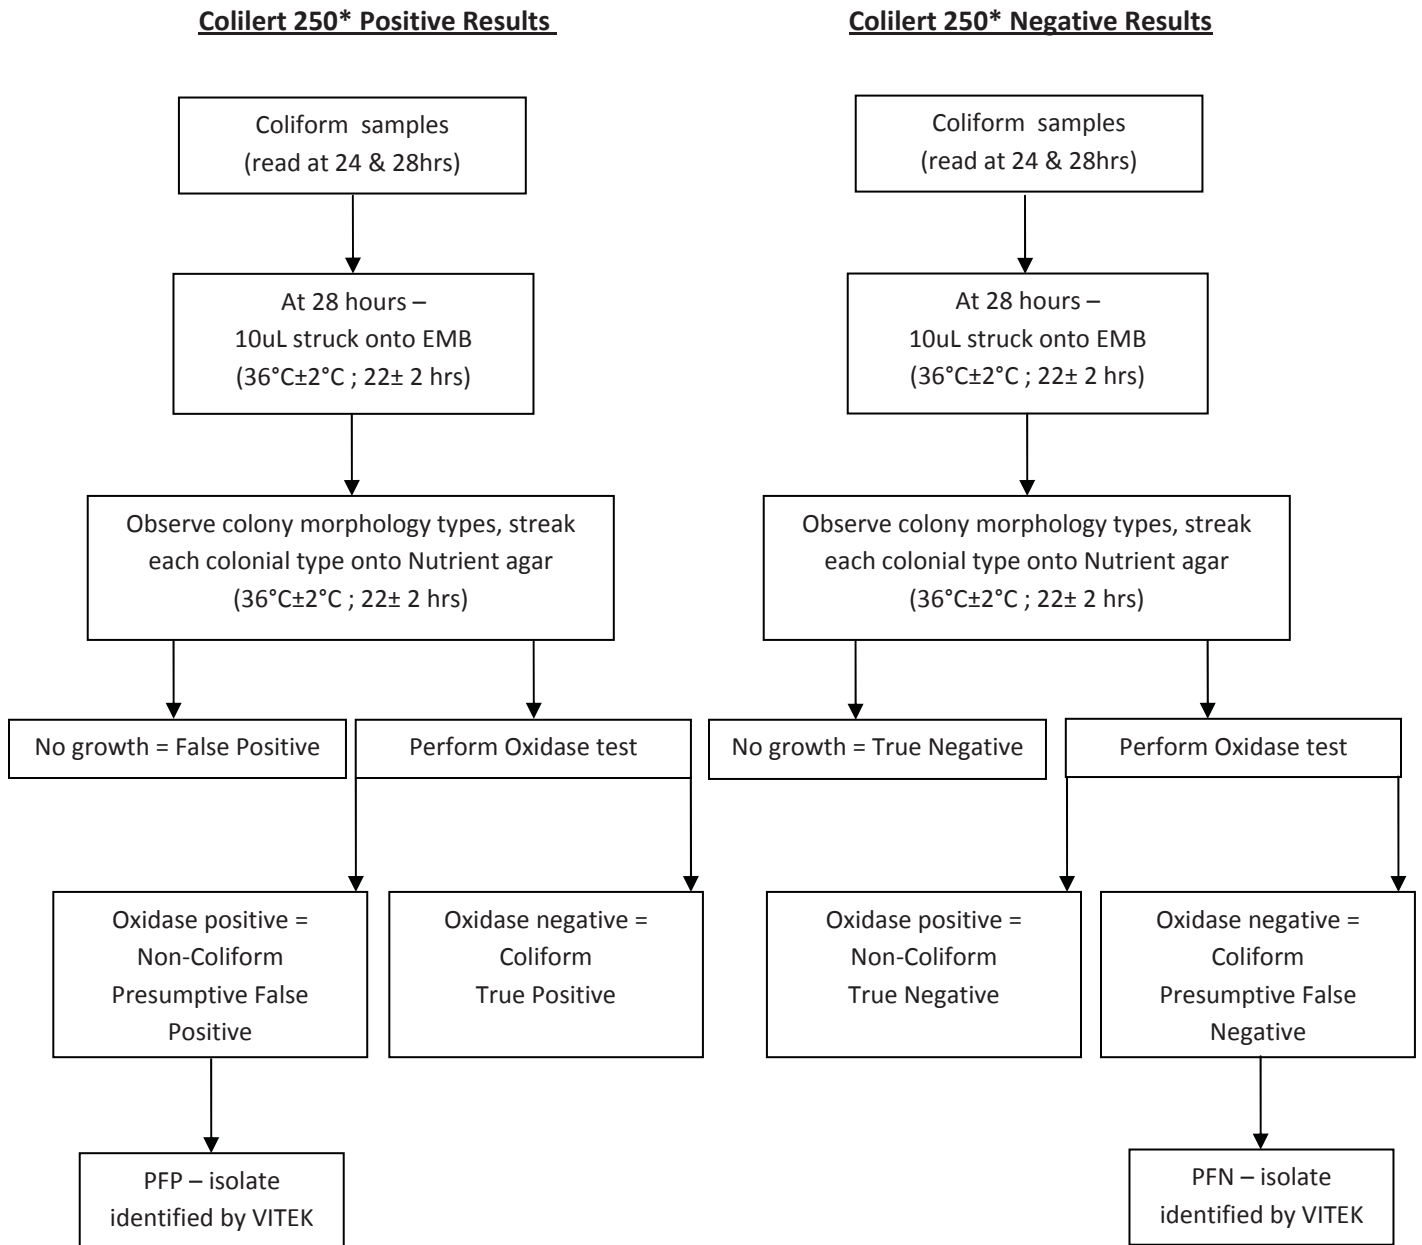 Colilert 250* Positive Results
Coliform samples
(read at 24 & 28hrs)
At 28 hours –
10uL struck onto EMB
(36°C±2°C ; 22± 2 hrs)
Observe colony morphology types, streak
each colonial type onto Nutrient agar
(36°C±2°C ; 22± 2 hrs)
No growth = False Positive
Perform Oxidase test
Oxidase positive =
Non-Coliform
Presumptive False
Positive
Oxidase negative =
Coliform
True Positive
PFP – isolate
identified by VITEK
Colilert 250* Negative Results
Coliform samples
(read at 24 & 28hrs)
At 28 hours –
10uL struck onto EMB
(36°C±2°C ; 22± 2 hrs)
Observe colony morphology types, streak
each colonial type onto Nutrient agar
(36°C±2°C ; 22± 2 hrs)
No growth = True Negative
Perform Oxidase test
Oxidase positive =
Non-Coliform
True Negative
Oxidase negative =
Coliform
Presumptive False
Negative
PFN – isolate
identified by VITEK